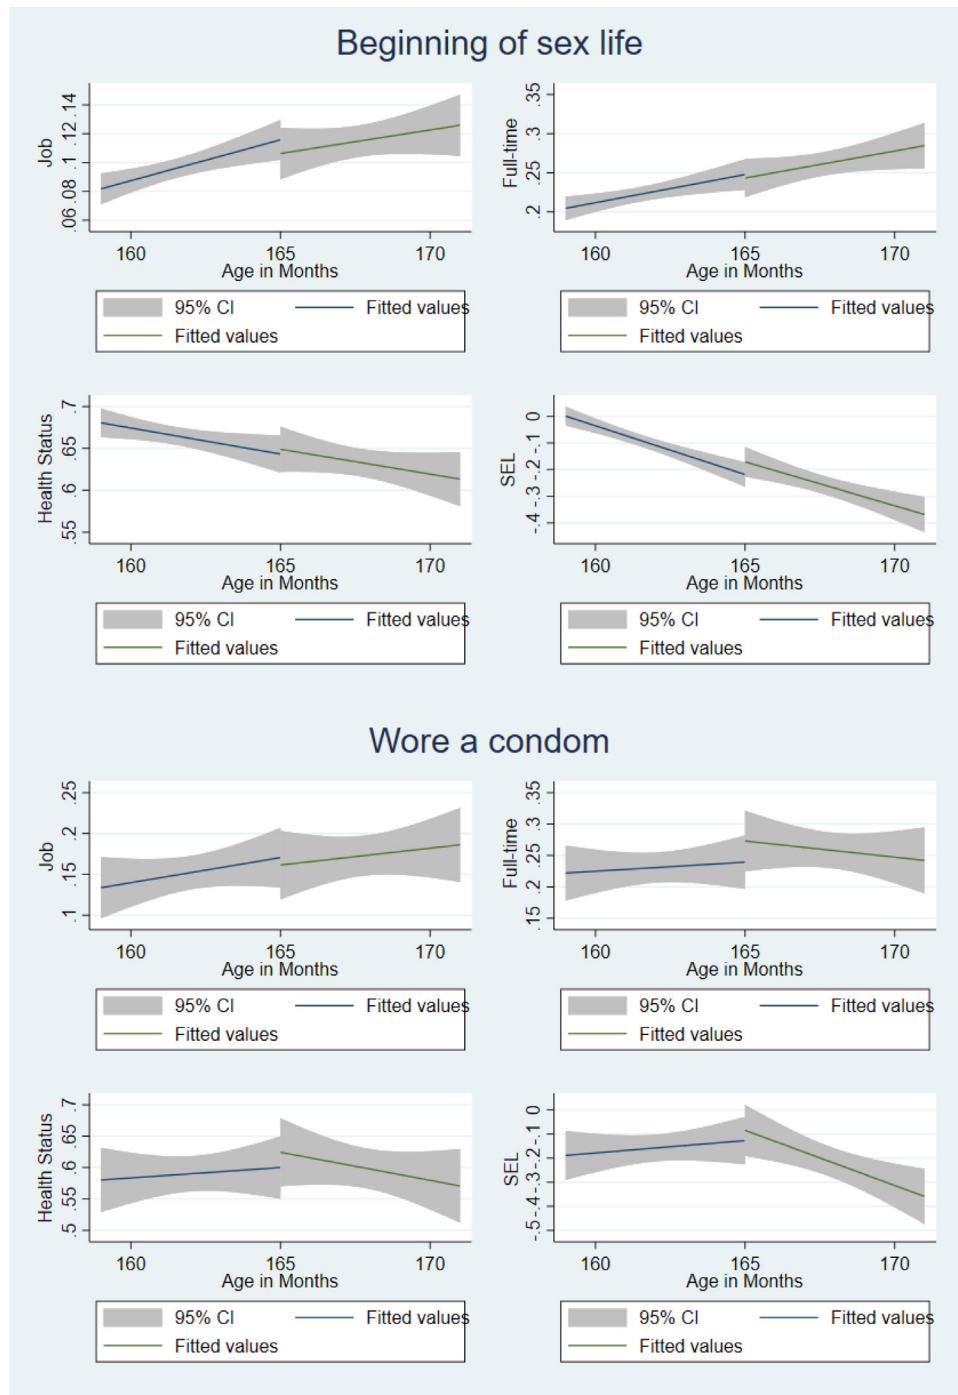 Beginning of sex life
Job
.06 .08 .1 .12 .14
160 165 170
Age in Months
95% CI Fitted values
Fitted values
Full-time
.2 .25 .3 .35
160 165 170
Age in Months
95% CI Fitted values
Fitted values
Health Status
.55 .6 .65 .7
160 165 170
Age in Months
95% CI Fitted values
Fitted values
SEL
-.4 -.3 -.2 -.1 0
160 165 170
Age in Months
95% CI Fitted values
Fitted values
Wore a condom
Job
.1 .15 .2 .25
160 165 170
Age in Months
95% CI Fitted values
Fitted values
Full-time
.15 .2 .25 .3 .35
160 165 170
Age in Months
95% CI Fitted values
Fitted values
Health Status
.5 .55 .6 .65 .7
160 165 170
Age in Months
95% CI Fitted values
Fitted values
SEL
-.5 -.4 -.3 -.2 -.1 0
160 165 170
Age in Months
95% CI Fitted values
Fitted values